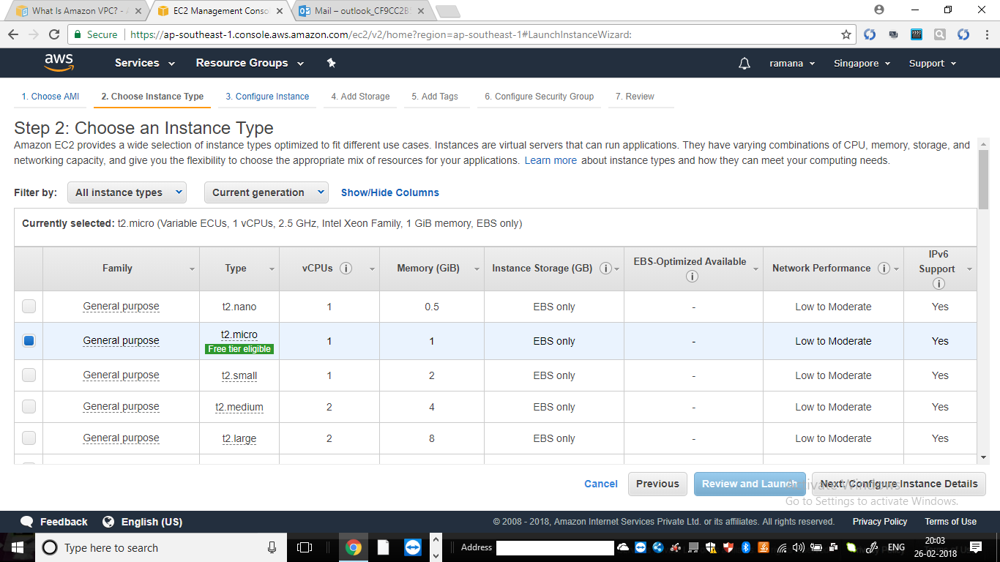 What Is Amazon VPC? - A
EC2 Management Conso
Mail – outlook_CF9CC2B
Secure
https://ap-southeast-1.console.aws.amazon.com/ec2/v2/home?region=ap-southeast-1#LaunchInstanceWizard:
aws
Services
Resource Groups
ramana
Singapore
Support
1. Choose AMI
2. Choose Instance Type
3. Configure Instance
4. Add Storage
5. Add Tags
6. Configure Security Group
7. Review
Step 2: Choose an Instance Type
Amazon EC2 provides a wide selection of instance types optimized to fit different use cases. Instances are virtual servers that can run applications. They have varying combinations of CPU, memory, storage, and
networking capacity, and give you the flexibility to choose the appropriate mix of resources for your applications. Learn more about instance types and how they can meet your computing needs.
Filter by: All instance types Current generation Show/Hide Columns
Currently selected: t2.micro (Variable ECUs, 1 vCPUs, 2.5 GHz, Intel Xeon Family, 1 GiB memory, EBS only)
Family Type vCPUs Memory (GiB) Instance Storage (GB) EBS-Optimized Available Network Performance IPv6 Support
General purpose t2.nano 1 0.5 EBS only - Low to Moderate Yes
General purpose t2.micro 1 1 EBS only - Low to Moderate Yes
Free tier eligible
General purpose t2.small 1 2 EBS only - Low to Moderate Yes
General purpose t2.medium 2 4 EBS only - Low to Moderate Yes
General purpose t2.large 2 8 EBS only - Low to Moderate Yes
Cancel Previous Review and Launch Next: Configure Instance Details
Activate Windows
Go to Settings to activate Windows.
Feedback English (US)
© 2008 - 2018, Amazon Internet Services Private Ltd. or its affiliates. All rights reserved. Privacy Policy Terms of Use
Type here to search
Address
ENG
20:03
26-02-2018